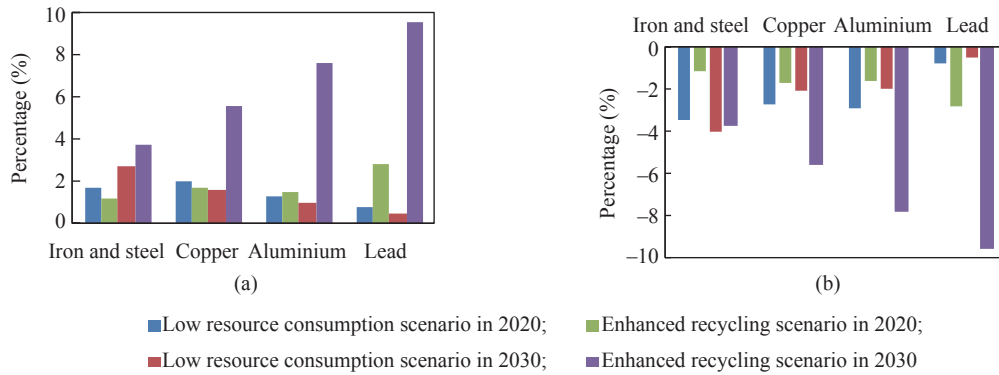 Percentage (%)
10
8
6
4
2
0
Iron and steel Copper Aluminium Lead
(a)
Iron and steel Copper Aluminium Lead
Percentage (%)
0
−2
−4
−6
−8
−10
(b)
Low resource consumption scenario in 2020; Enhanced recycling scenario in 2020;
Low resource consumption scenario in 2030; Enhanced recycling scenario in 2030